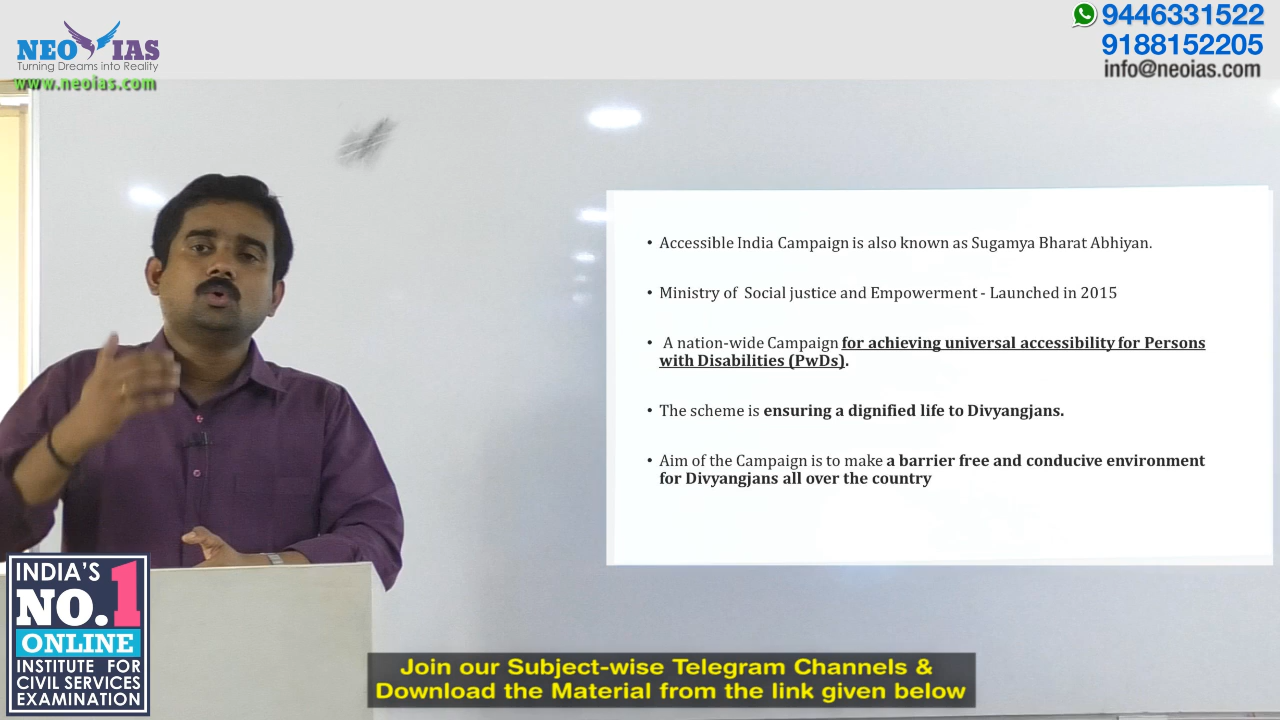 NEO IAS
Turning Dreams into Reality
www.neoias.com
9446331522
9188152205
info@neoias.com
• Accessible India Campaign is also known as Sugamya Bharat Abhiyan.
• Ministry of Social justice and Empowerment - Launched in 2015
• A nation-wide Campaign for achieving universal accessibility for Persons
with Disabilities (PwDs).
• The scheme is ensuring a dignified life to Divyangjans.
• Aim of the Campaign is to make a barrier free and conducive environment
for Divyangjans all over the country
INDIA'S
NO.1
ONLINE
INSTITUTE FOR
CIVIL SERVICES
EXAMINATION
Join our Subject-wise Telegram Channels &
Download the Material from the link given below